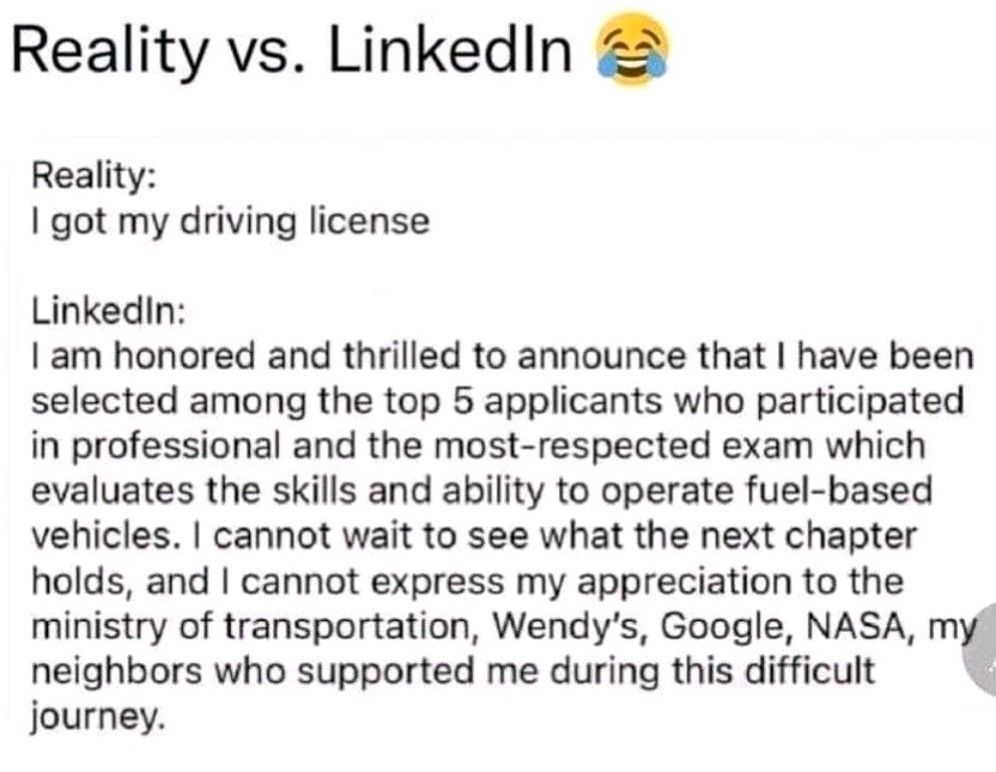 Reality vs. LinkedIn 😂
Reality:
I got my driving license
LinkedIn:
I am honored and thrilled to announce that I have been
selected among the top 5 applicants who participated
in professional and the most-respected exam which
evaluates the skills and ability to operate fuel-based
vehicles. I cannot wait to see what the next chapter
holds, and I cannot express my appreciation to the
ministry of transportation, Wendy's, Google, NASA, my
neighbors who supported me during this difficult
journey.